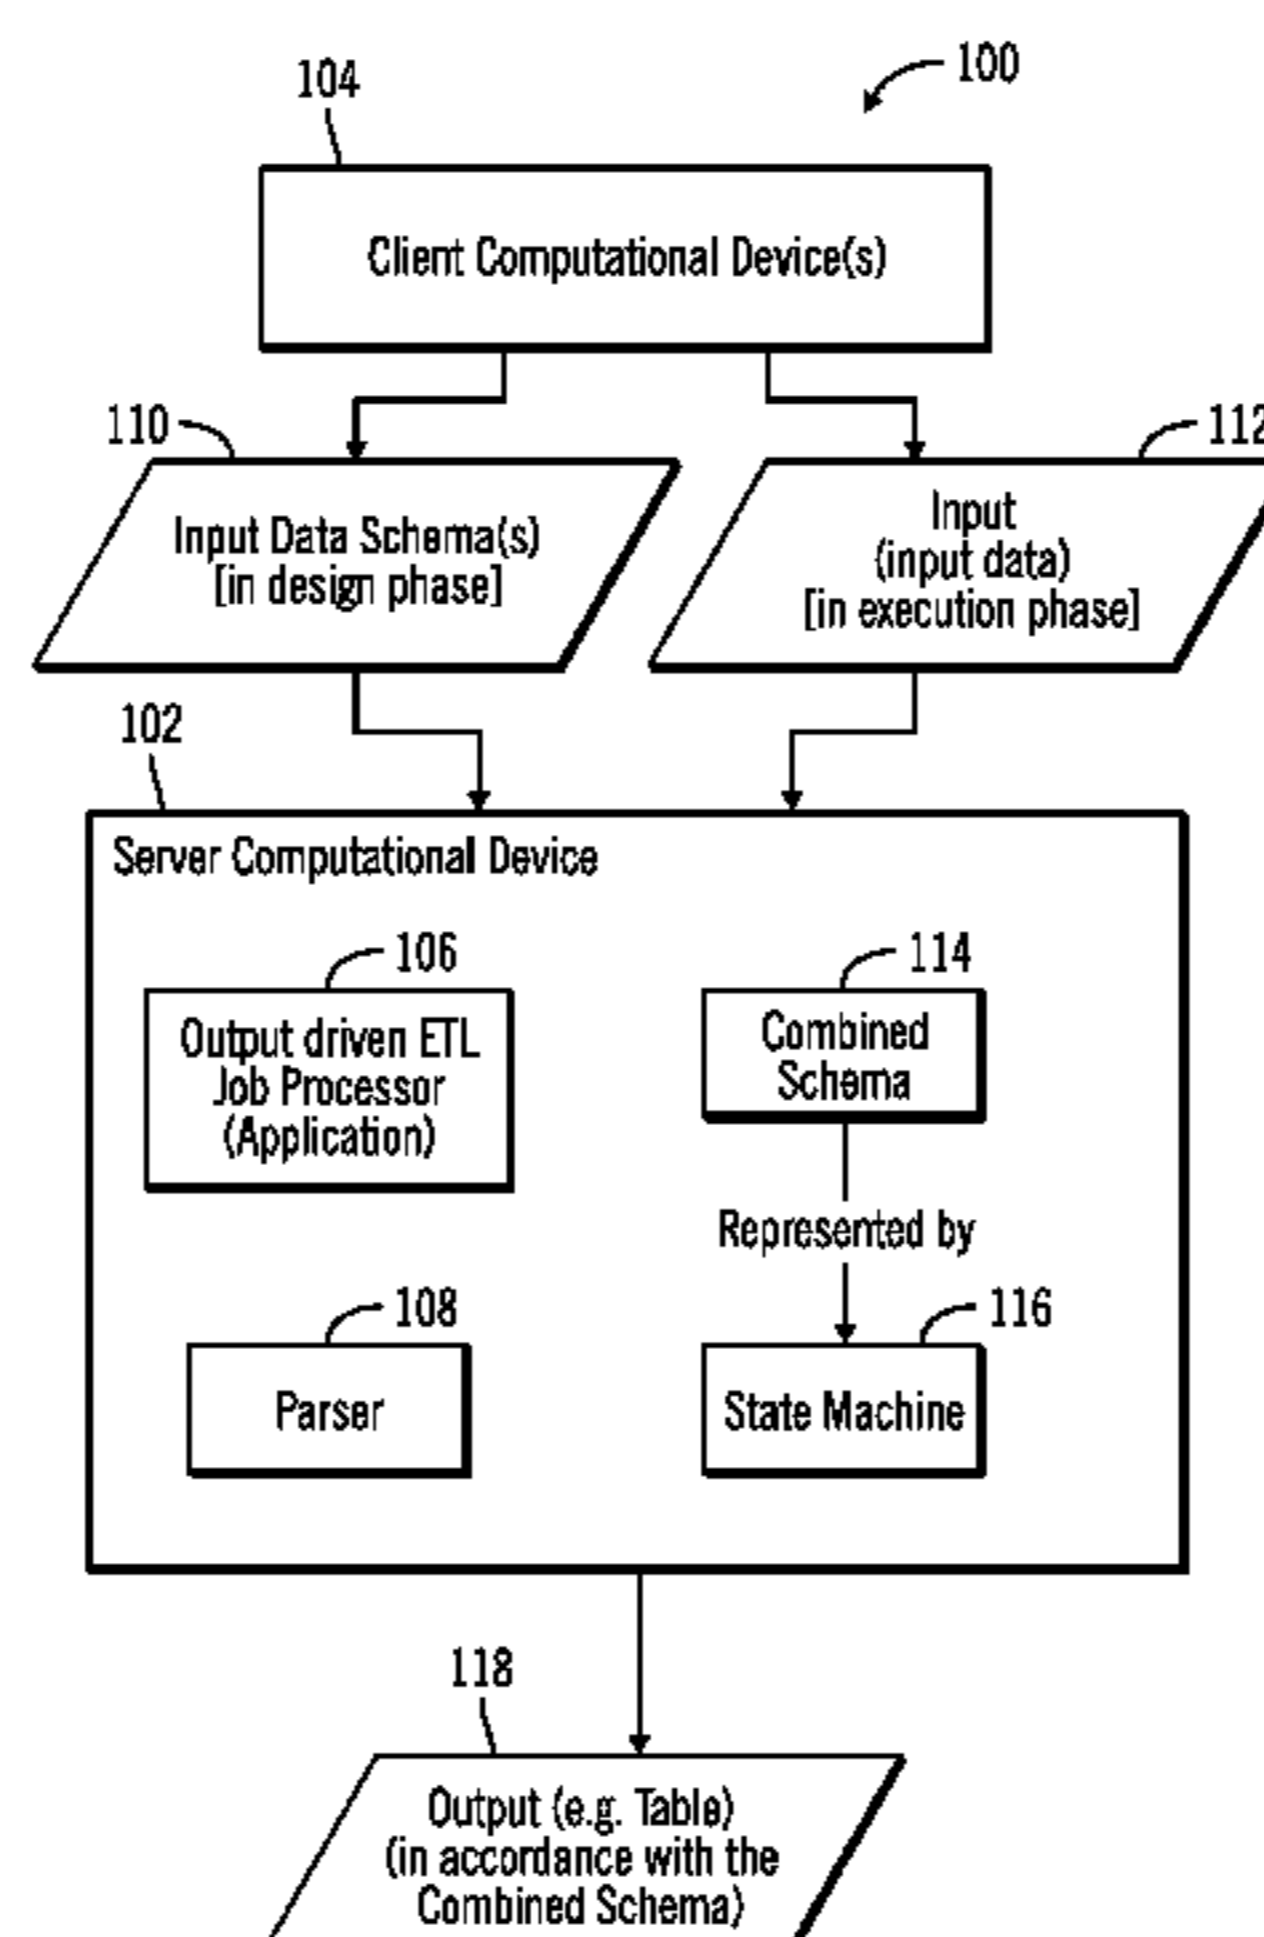 100
104
Client Computational Device(s)
110
112
Input Data Schema(s)
[in design phase]
Input
(input data)
[in execution phase]
102
Server Computational Device
106
Output driven ETL
Job Processor
(Application)
114
Combined
Schema
Represented by
108
Parser
116
State Machine
118
Output (e.g. Table)
(in accordance with the
Combined Schema)